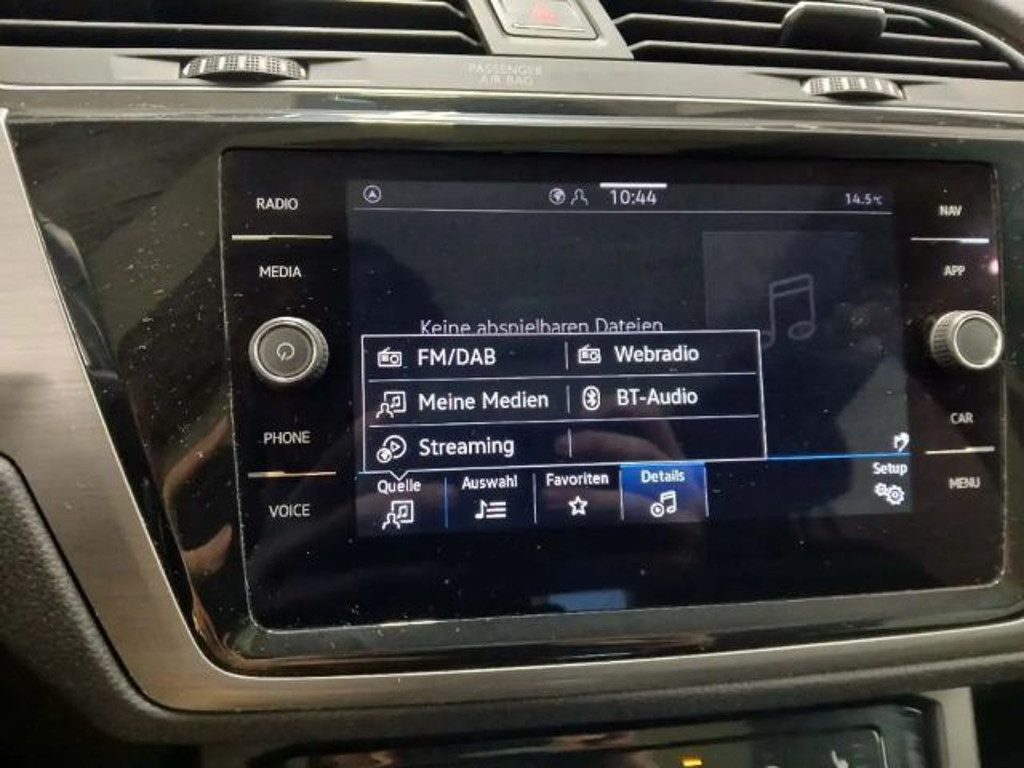 PASSENGER
AIR BAG
RADIO
MEDIA
PHONE
VOICE
10:44
14.5°C
Keine abspielbaren Dateien
FM/DAB
Webradio
Meine Medien
BT-Audio
Streaming
Quelle
Auswahl
Favoriten
Details
Setup
NAV
APP
CAR
MENU